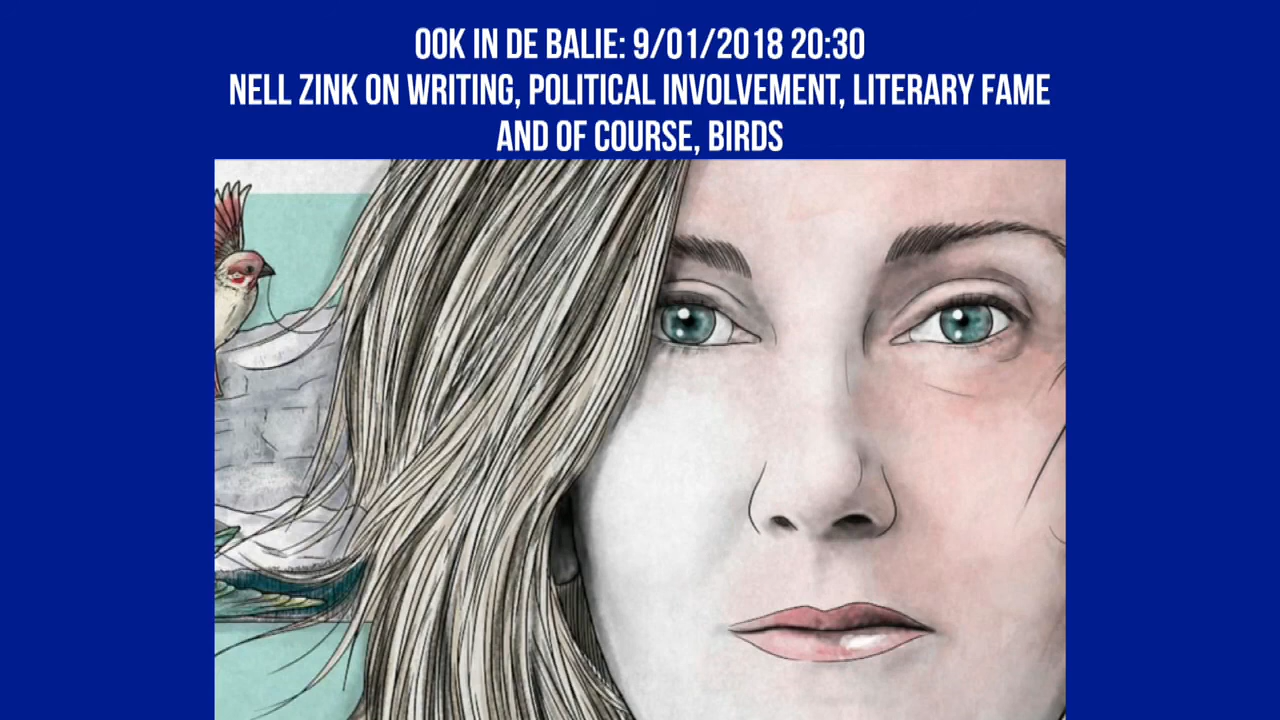 OOK IN DE BALIE: 9/01/2018 20:30
NELL ZINK ON WRITING, POLITICAL INVOLVEMENT, LITERARY FAME
AND OF COURSE, BIRDS